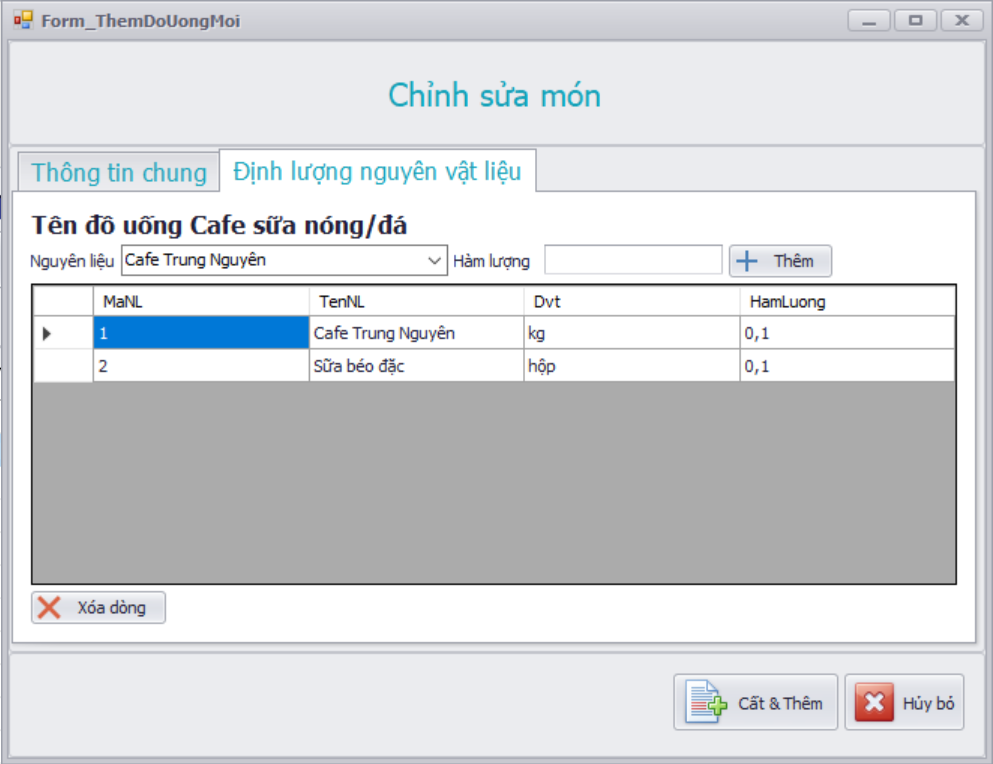 Form_ThemDoUongMoi
Chỉnh sửa món
Thông tin chung Định lượng nguyên vật liệu
Tên đồ uống Cafe sữa nóng/đá
Nguyên liệu Cafe Trung Nguyên Hàm lượng Thêm
MaNL TenNL Dvt HamLuong
1 Cafe Trung Nguyên kg 0,1
2 Sữa béo đặc hộp 0,1
Xóa dòng
Cất & Thêm Hủy bỏ